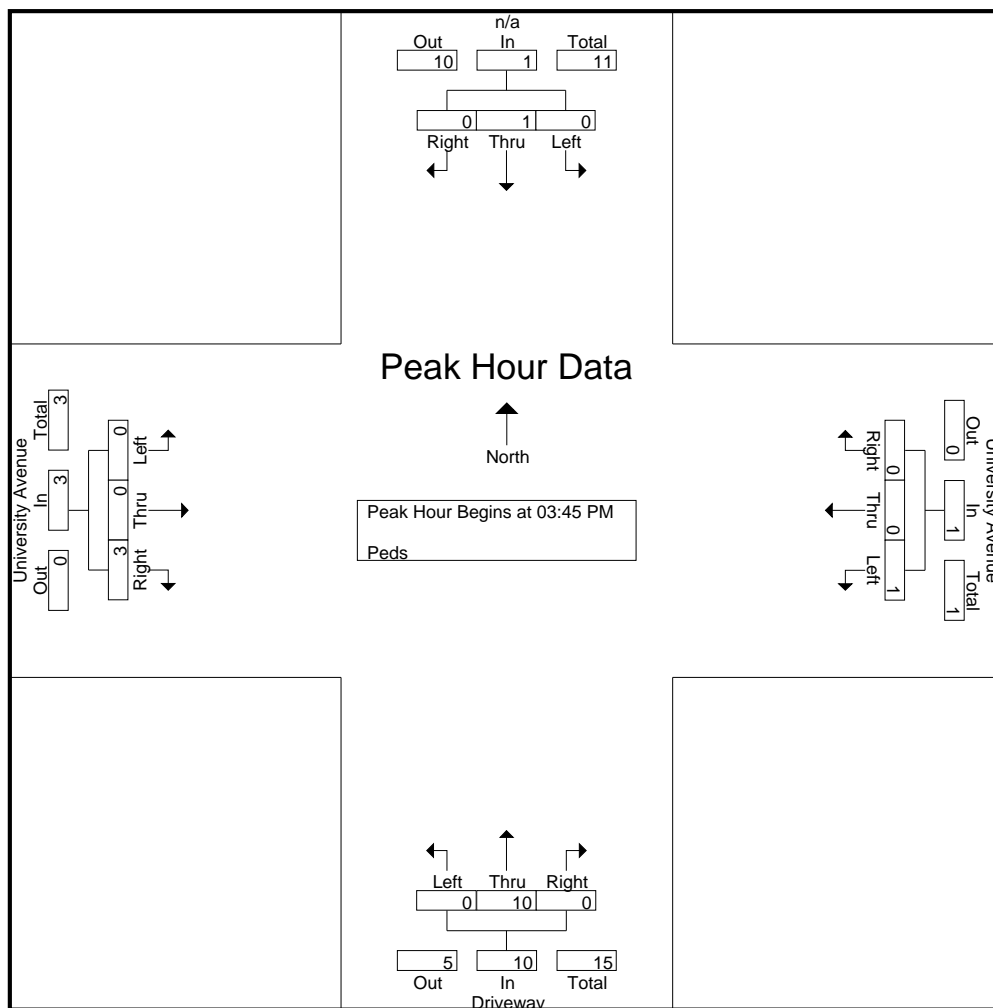 n/a
Out In Total
10 1 11
0 1 0
Right Thru Left
Peak Hour Data
North
Peak Hour Begins at 03:45 PM
Peds
University Avenue
Out In Total
0 3 3
3 0 0
Right Thru Left
University Avenue
Out In Total
0 1 1
0 0 1
Right Thru Left
Left Thru Right
0 10 0
5 10 15
Out In Total
Driveway